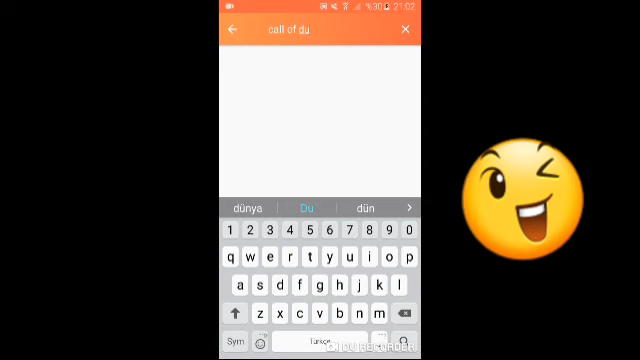 %30 21:02
call of du
dünya Du dün
1 2 3 4 5 6 7 8 9 0
q w e r t y u i o p
a s d f g h j k l
z x c v b n m
Sym Türkçe
DU RECORDER